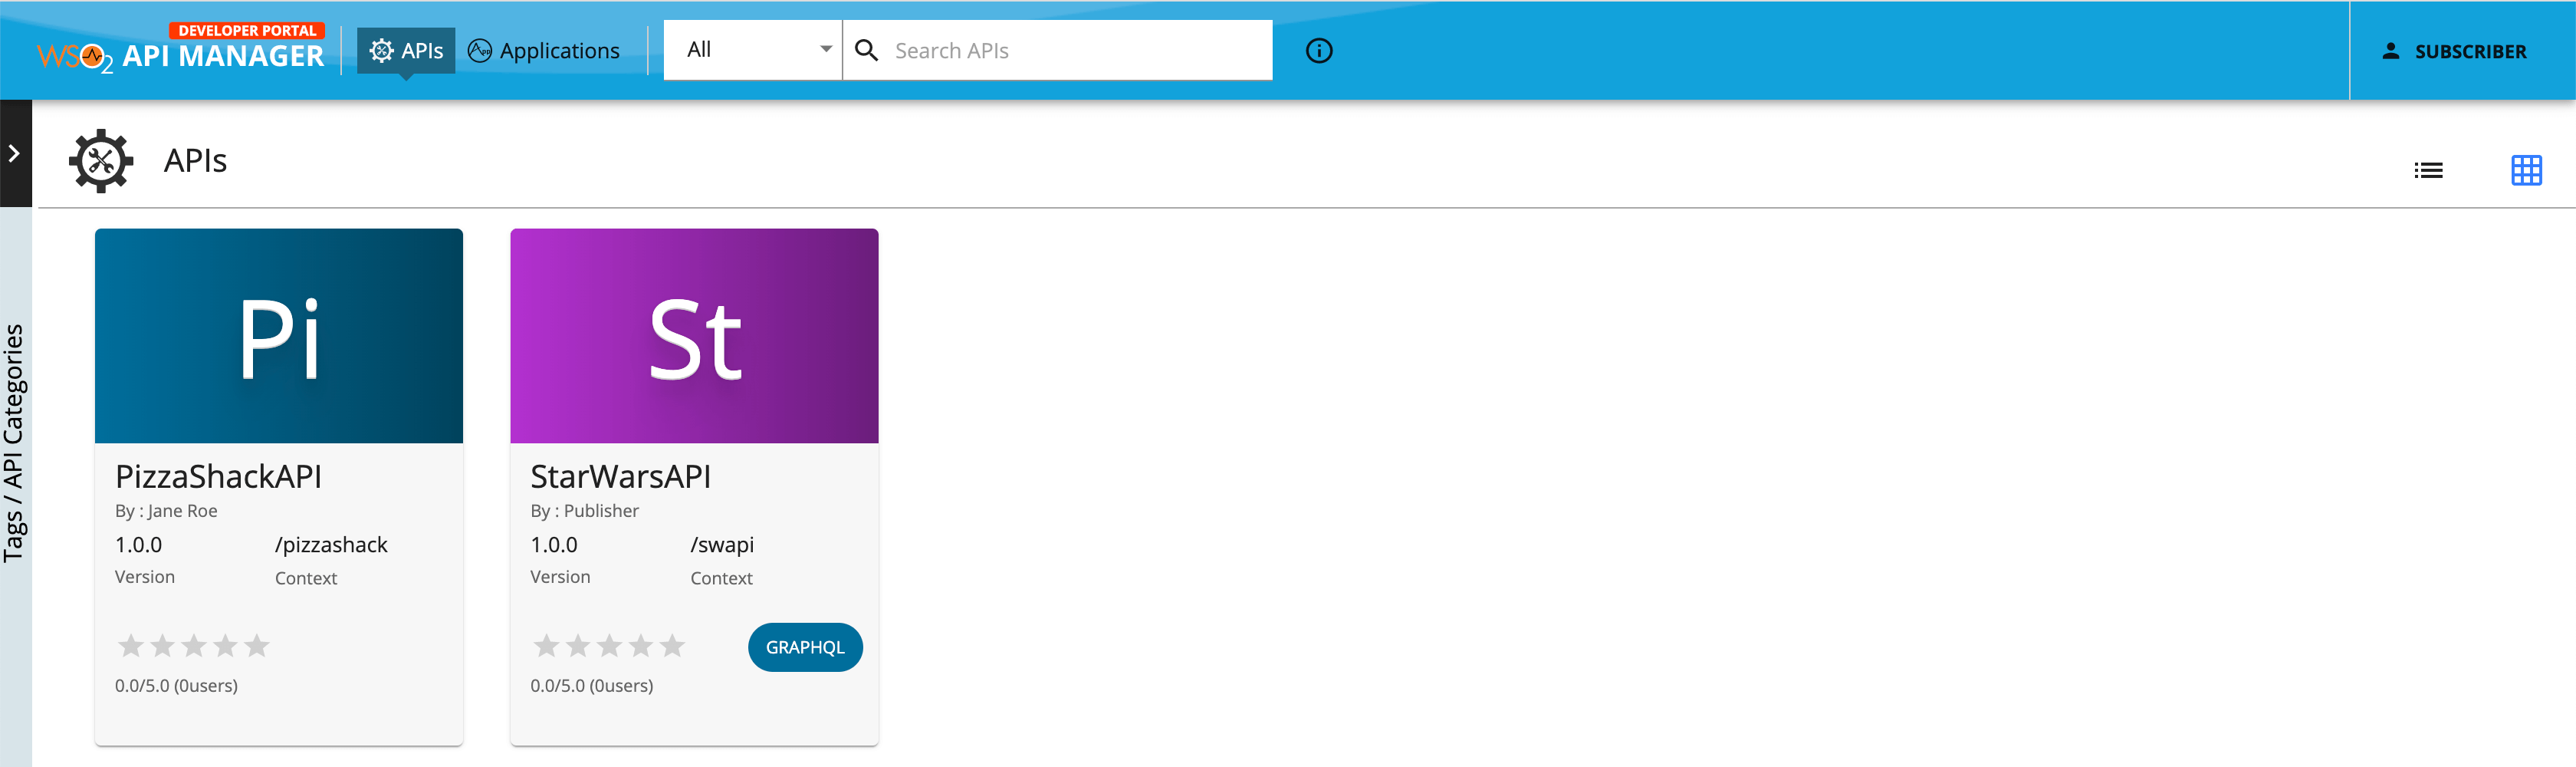 DEVELOPER PORTAL
WSO2 API MANAGER
APIs
APP
Applications
All
Search APIs
SUBSCRIBER
APIs
Tags / API Categories
Pi
PizzaShackAPI
By : Jane Roe
1.0.0 /pizzashack
Version Context
0.0/5.0 (0users)
St
StarWarsAPI
By : Publisher
1.0.0 /swapi
Version Context
GRAPHQL
0.0/5.0 (0users)